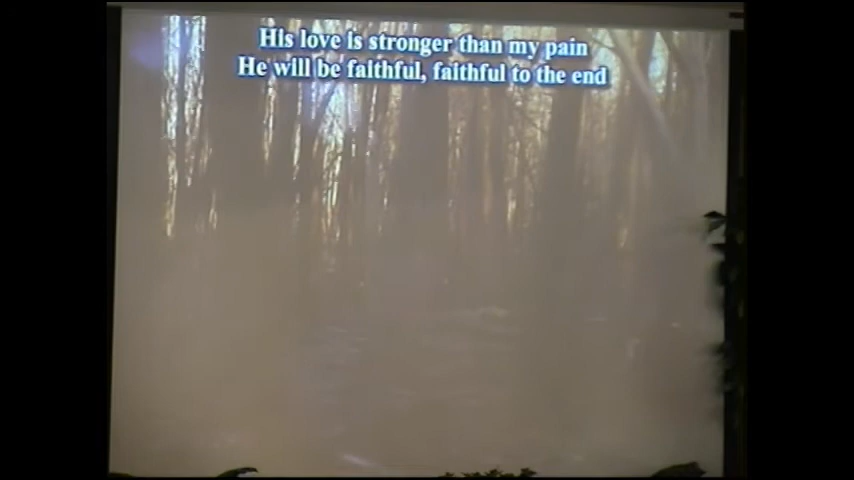 His love is stronger than my pain
He will be faithful, faithful to the end